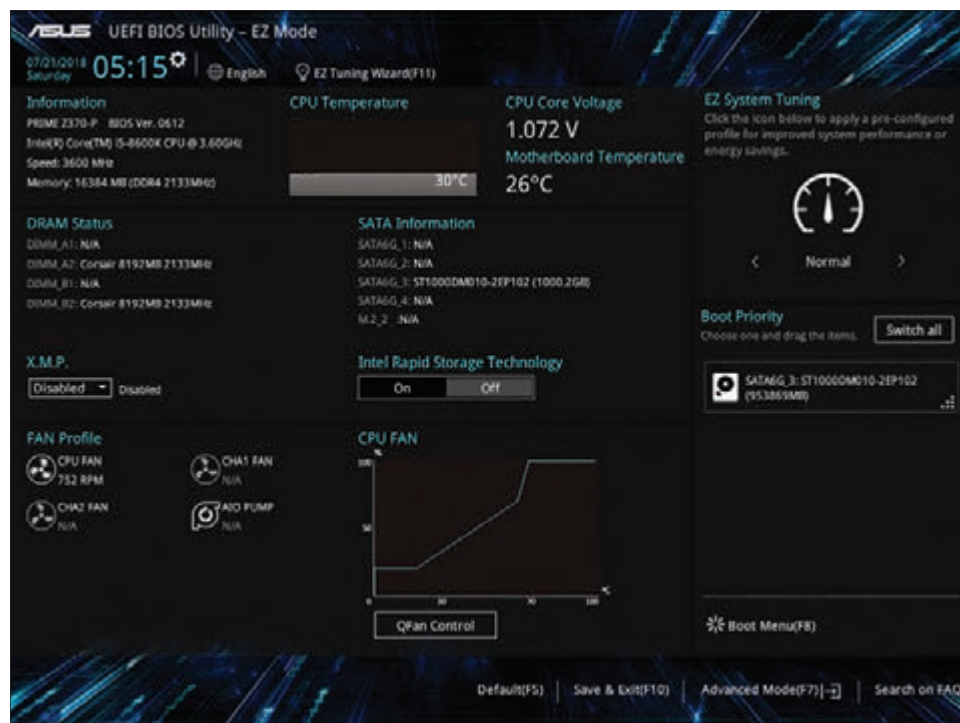 ASUS UEFI BIOS Utility – EZ Mode
07/21/2018
Saturday
05:15
English
EZ Tuning Wizard(F11)
Information
PRIME Z370-P BIOS Ver. 0612
Intel(R) Core(TM) i5-8600K CPU @ 3.60GHz
Speed: 3600 MHz
Memory: 16384 MB (DDR4 2133MHz)
CPU Temperature
30°C
CPU Core Voltage
1.072 V
Motherboard Temperature
26°C
EZ System Tuning
Click the icon below to apply a pre-configured
profile for improved system performance or
energy savings.
Normal
DRAM Status
DIMM_A1: N/A
DIMM_A2: Corsair 8192MB 2133MHz
DIMM_B1: N/A
DIMM_B2: Corsair 8192MB 2133MHz
SATA Information
SATA6G_1: N/A
SATA6G_2: N/A
SATA6G_3: ST1000DM010-2EP102 (1000.2GB)
SATA6G_4: N/A
M.2_2 :N/A
X.M.P.
Disabled
Disabled
Intel Rapid Storage Technology
On
Off
Boot Priority
Choose one and drag the items.
Switch all
SATA6G_3: ST1000DM010-2EP102
(953869MB)
FAN Profile
CPU FAN
752 RPM
CHA1 FAN
N/A
CHA2 FAN
N/A
AIO PUMP
N/A
CPU FAN
%
100
50
0
30
70
100
°C
QFan Control
Boot Menu(F8)
Default(F5)
Save & Exit(F10)
Advanced Mode(F7)
Search on FAQ